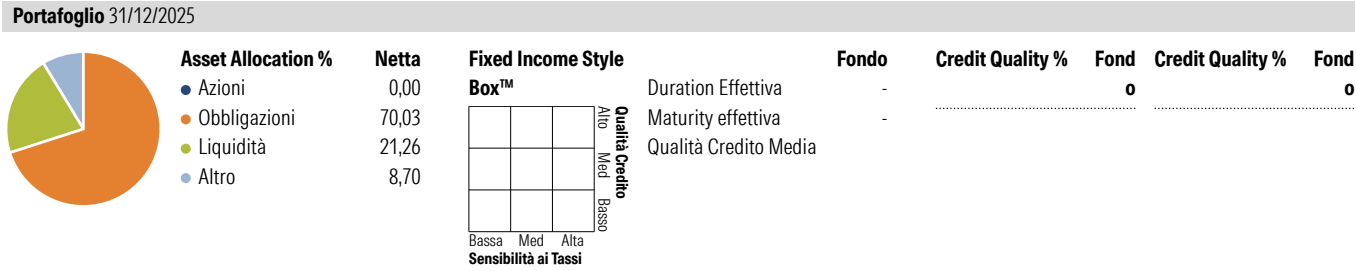 Portafoglio 31/12/2025
Asset Allocation % Netta
Azioni 0,00
Obbligazioni 70,03
Liquidità 21,26
Altro 8,70
Fixed Income Style
Box™
Alto Med Basso
Qualità Credito
Bassa Med Alta
Sensibilità ai Tassi
Fondo
Duration Effettiva -
Maturity effettiva -
Qualità Credito Media
Credit Quality % Fond
o
Credit Quality % Fond
o